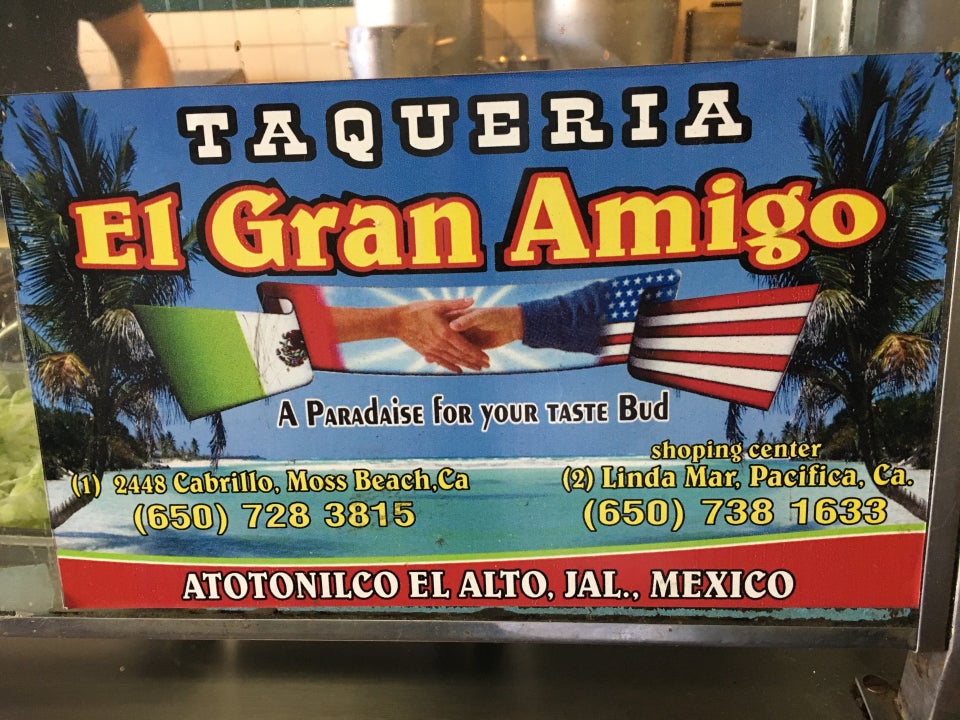 TAQUERIA
El Gran Amigo
A PARADAISE FOR YOUR TASTE BUD
(1) 2448 Cabrillo, Moss Beach,Ca
(650) 728 3815
shoping center
(2) Linda Mar, Pacifica, Ca.
(650) 738 1633
ATOTONILCO EL ALTO, JAL., MEXICO